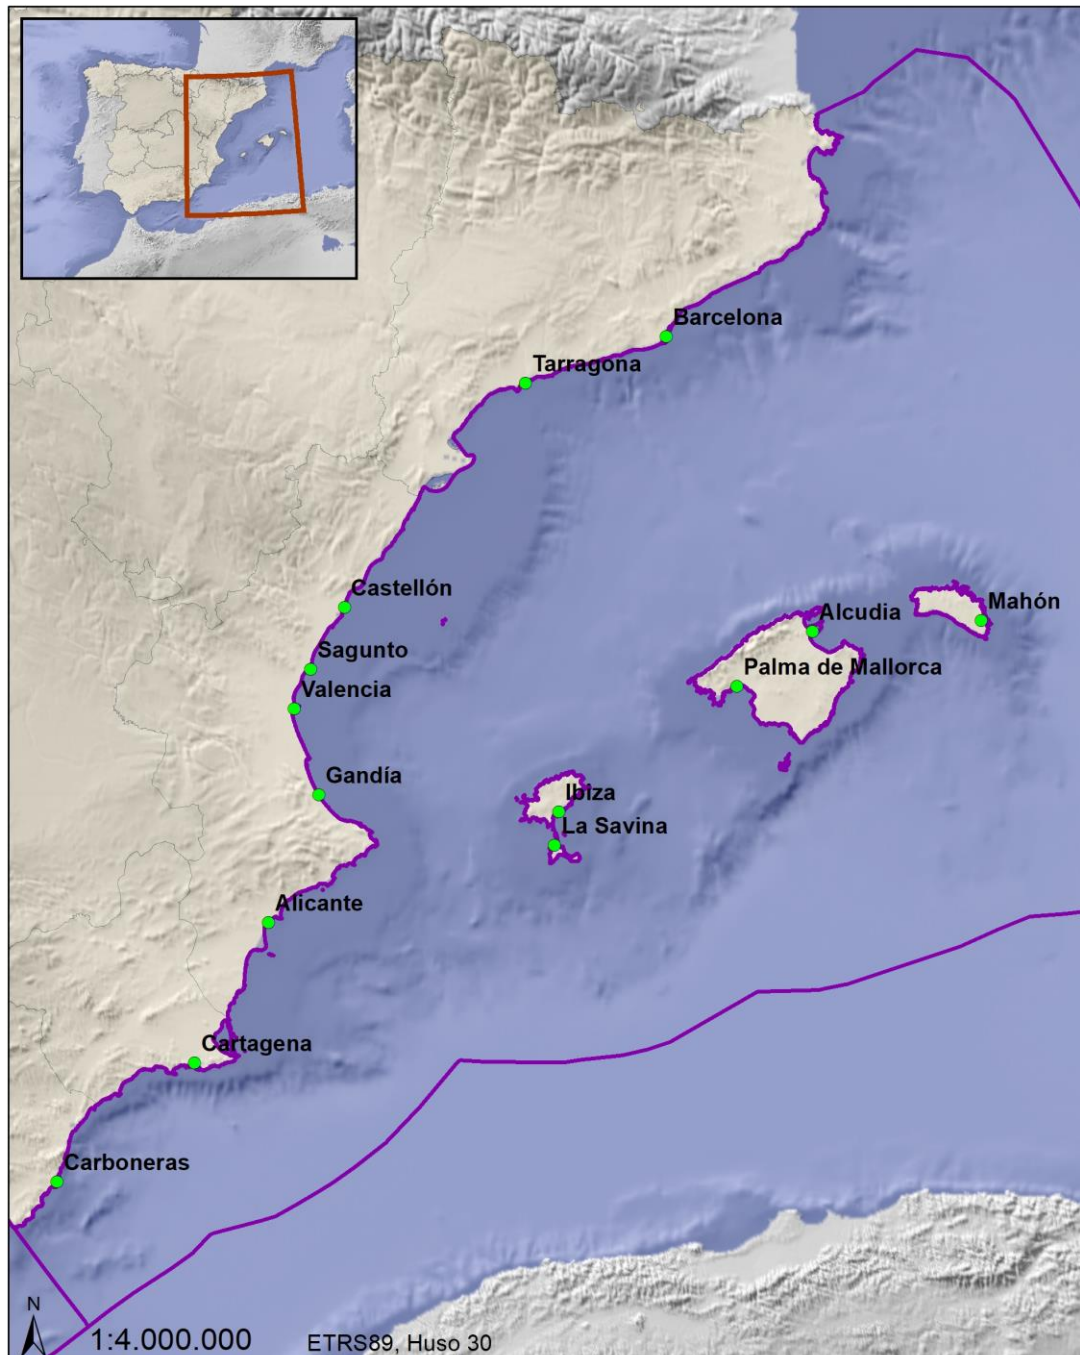 Barcelona
Tarragona
Castellón
Alcudia
Mahón
Sagunto
Palma de Mallorca
Valencia
Gandía
Ibiza
La Savina
Alicante
Cartagena
Carboneras
N
1:4.000.000
ETRS89, Huso 30